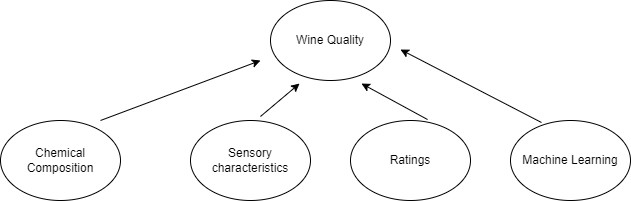 Wine Quality
Chemical
Composition
Sensory
characteristics
Ratings
Machine Learning